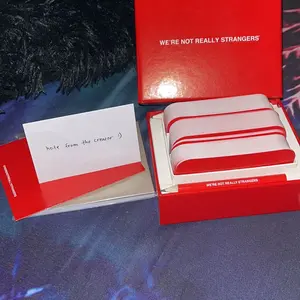 WE'RE NOT REALLY STRANGERS®
note from the creator :)
WE'RE NOT REALLY STRANGERS®